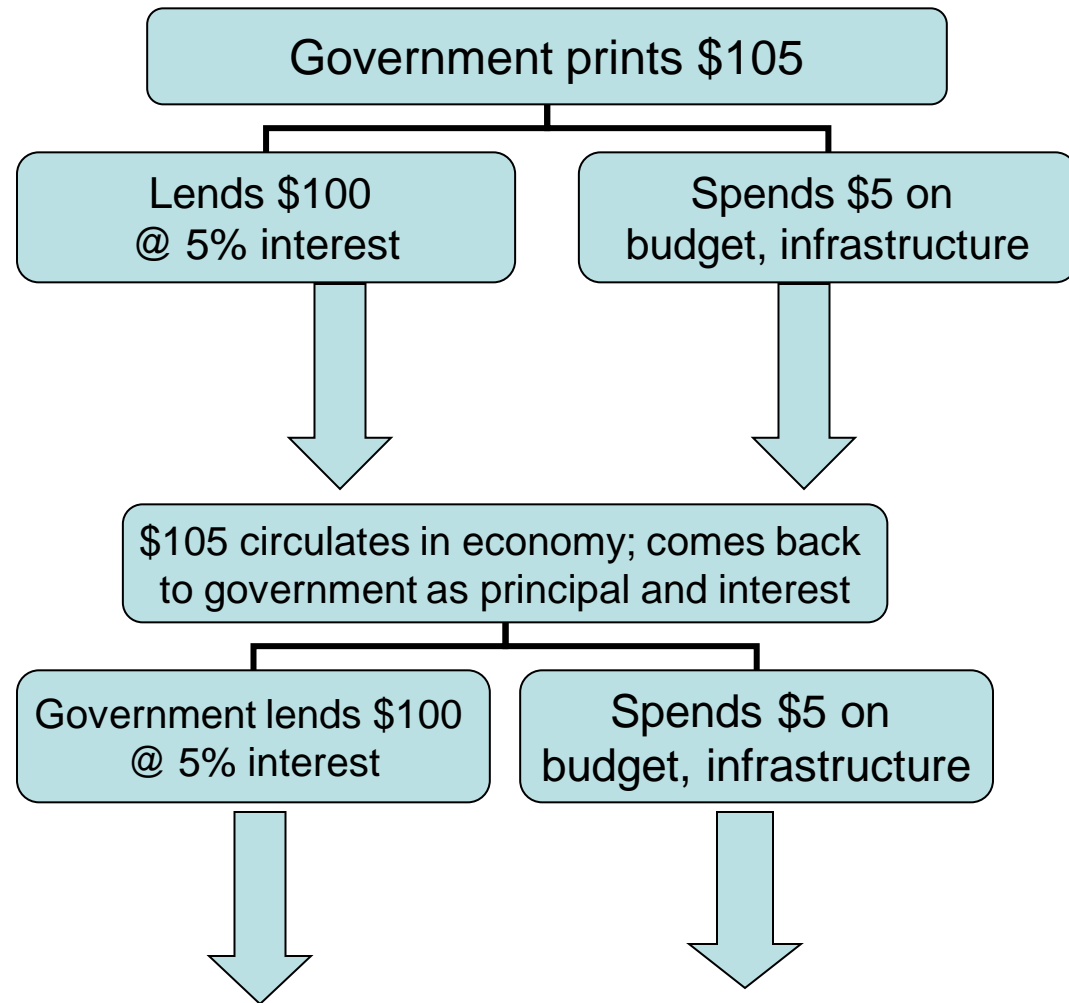 Government prints $105
Lends $100
@ 5% interest
Spends $5 on
budget, infrastructure
$105 circulates in economy; comes back
to government as principal and interest
Government lends $100
@ 5% interest
Spends $5 on
budget, infrastructure